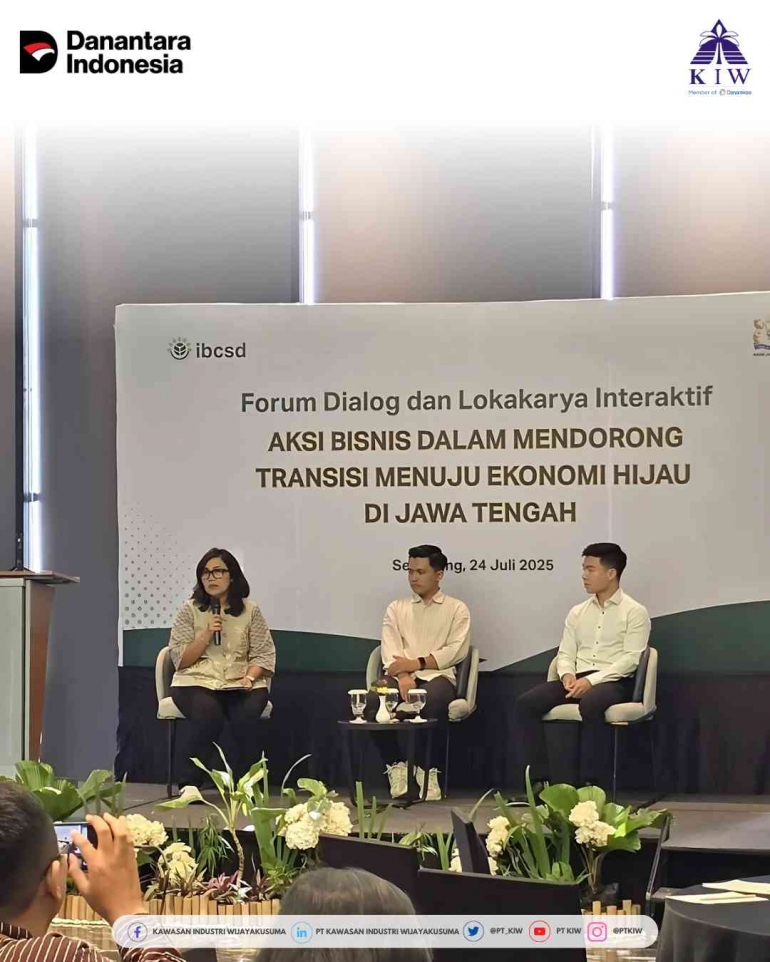 Danantara
Indonesia
KIW
Member of Danareksa
ibcsd
Forum Dialog dan Lokakarya Interaktif
AKSI BISNIS DALAM MENDORONG
TRANSISI MENUJU EKONOMI HIJAU
DI JAWA TENGAH
24 Juli 2025
KAWASAN INDUSTRI WIJAYAKUSUMA
PT KAWASAN INDUSTRI WIJAYAKUSUMA
@PT_KIW
PT KIW
@PTKIW